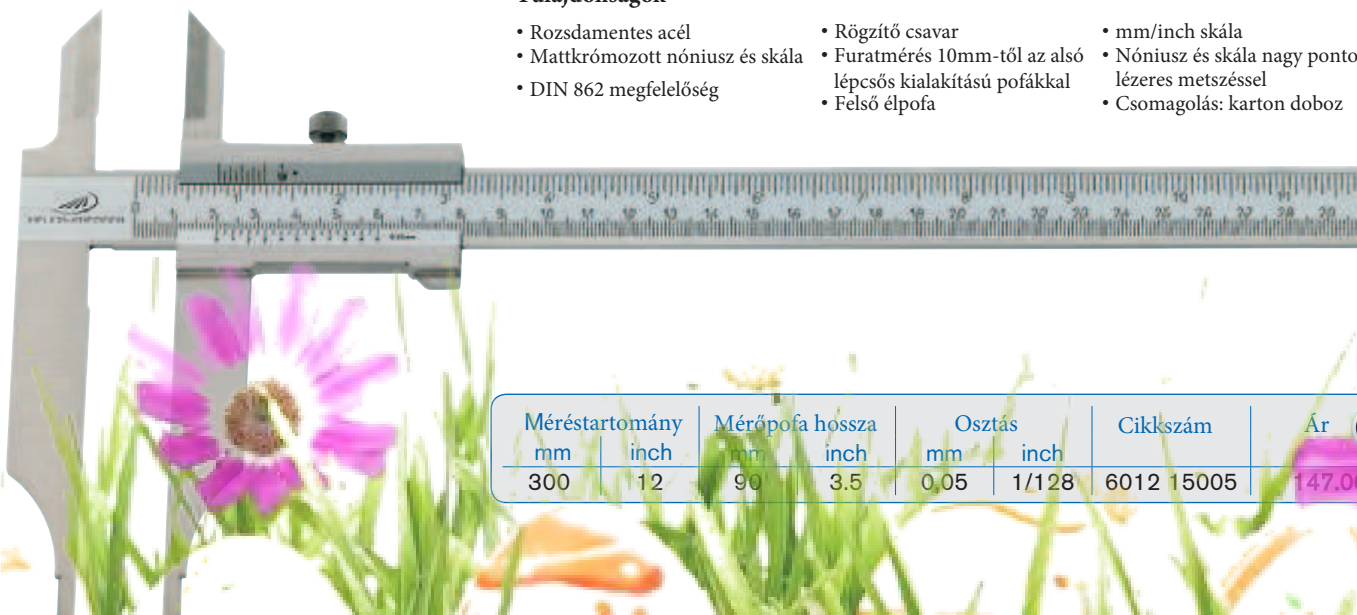 Tulajdonságok
• Rozsdamentes acél
• Mattkrómozott nóniusz és skála
• DIN 862 megfelelőség
• Rögzítő csavar
• Furatmérés 10mm-től az alsó
lépcsős kialakítású pofákkal
• Felső élpofa
• mm/inch skála
• Nóniusz és skála nagy ponto
lézeres metszéssel
• Csomagolás: karton doboz
Méréstartomány Mérőpofa hossza Osztás Cikkszám Ár (
mm inch mm inch mm inch
300 12 90 3.5 0,05 1/128 6012 15005 147.00